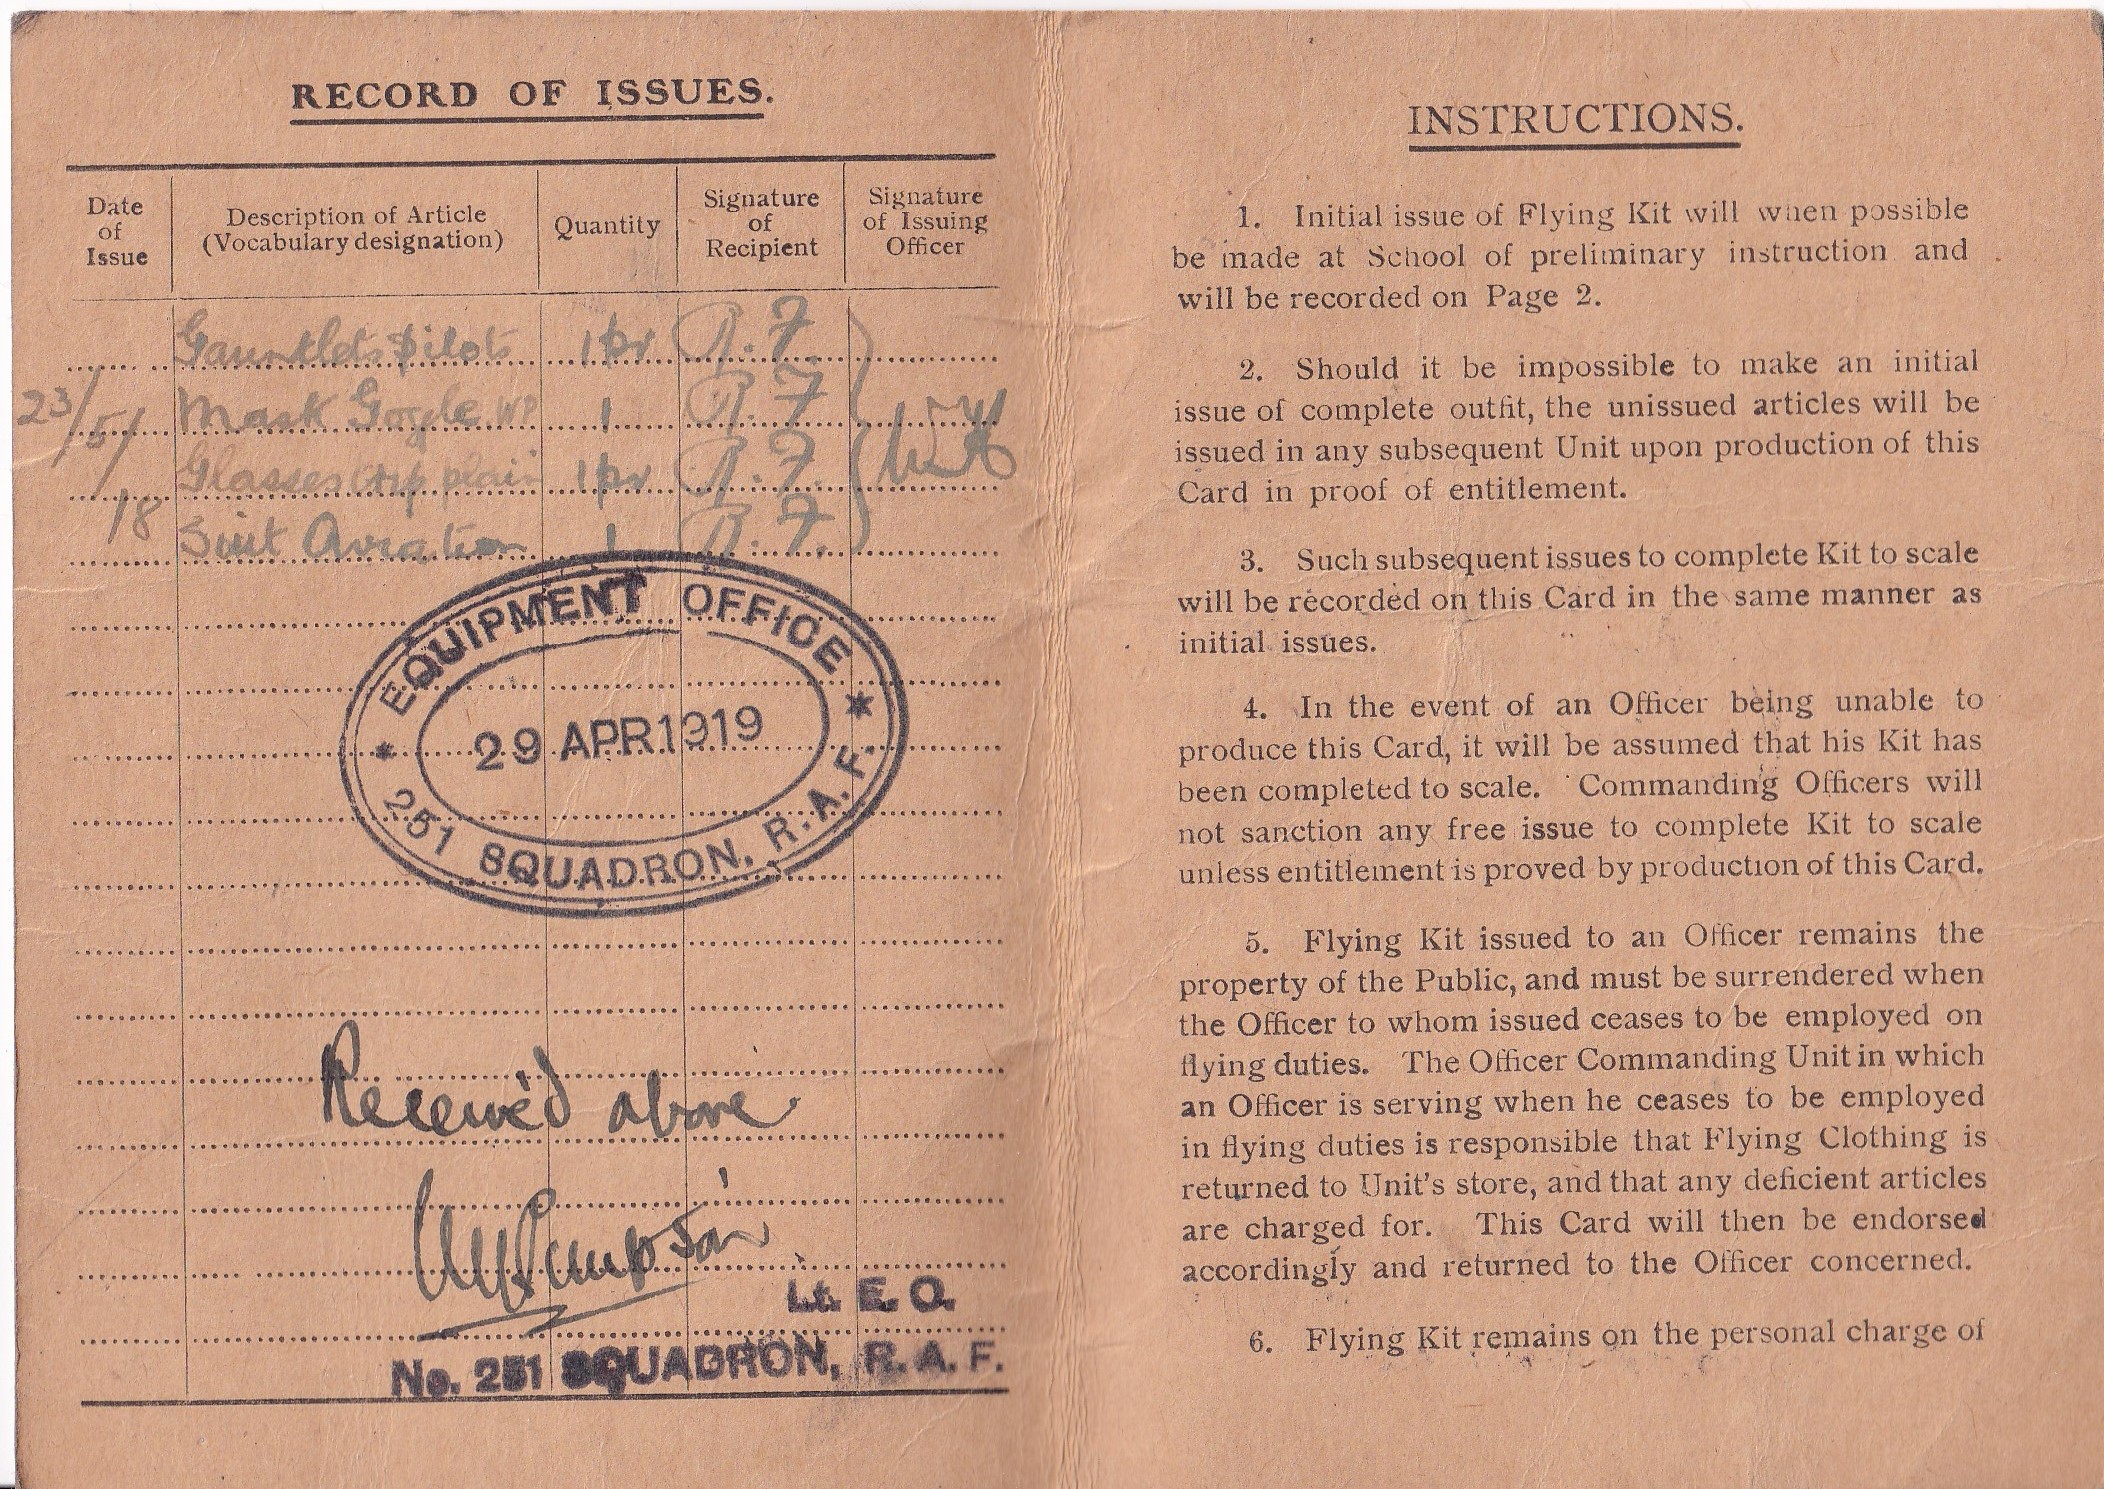 RECORD OF ISSUES.
Date of Issue
Description of Article (Vocabulary designation)
Quantity
Signature of Recipient
Signature of Issuing Officer
23/5/18
Gauntlets pilots 1 pr
Mask Goggle WP 1
Glasses plain 1 pr
Suit Aviation 1
EQUIPMENT OFFICE
29 APR 1919
251 SQUADRON, R.A.F.
Receiv'd above
Lt. E. O.
No. 251 SQUADRON, R. A. F.
INSTRUCTIONS.
1. Initial issue of Flying Kit will when possible
be made at School of preliminary instruction and
will be recorded on Page 2.
2. Should it be impossible to make an initial
issue of complete outfit, the unissued articles will be
issued in any subsequent Unit upon production of this
Card in proof of entitlement.
3. Such subsequent issues to complete Kit to scale
will be recorded on this Card in the same manner as
initial issues.
4. In the event of an Officer being unable to
produce this Card, it will be assumed that his Kit has
been completed to scale. Commanding Officers will
not sanction any free issue to complete Kit to scale
unless entitlement is proved by production of this Card.
5. Flying Kit issued to an Officer remains the
property of the Public, and must be surrendered when
the Officer to whom issued ceases to be employed on
flying duties. The Officer Commanding Unit in which
an Officer is serving when he ceases to be employed
in flying duties is responsible that Flying Clothing is
returned to Unit's store, and that any deficient articles
are charged for. This Card will then be endorsed
accordingly and returned to the Officer concerned.
6. Flying Kit remains on the personal charge of